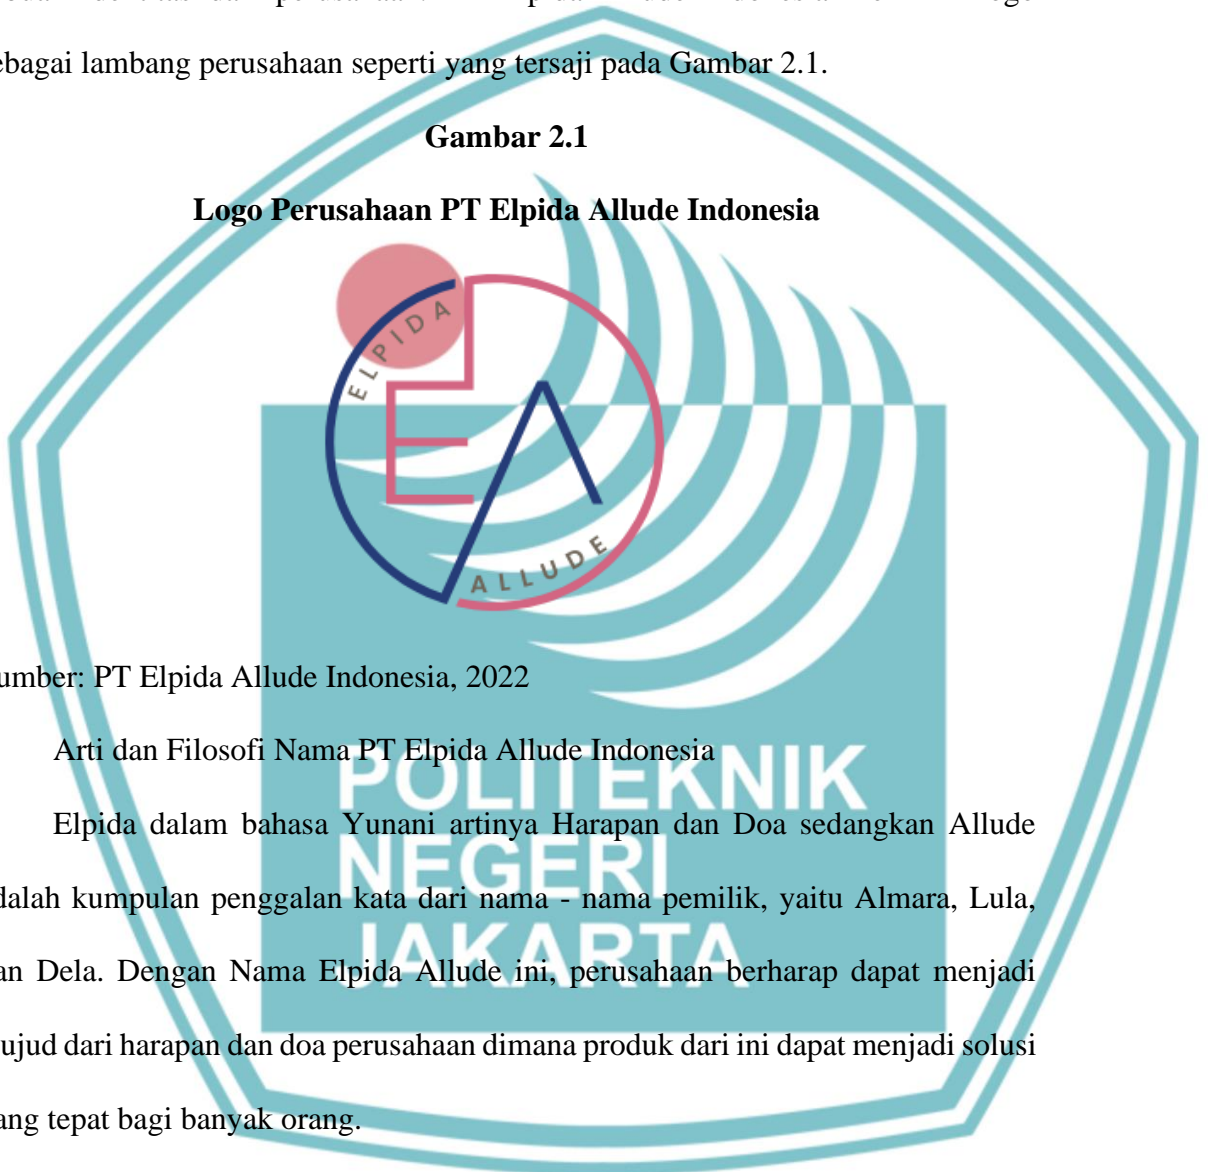 ebagai lambang perusahaan seperti yang tersaji pada Gambar 2.1.
Gambar 2.1
Logo Perusahaan PT Elpida Allude Indonesia
ELPIDA
EA
ALLUDE
umber: PT Elpida Allude Indonesia, 2022
Arti dan Filosofi Nama PT Elpida Allude Indonesia
POLITEKNIK
Elpida dalam bahasa Yunani artinya Harapan dan Doa sedangkan Allude
NEGERI
dalah kumpulan penggalan kata dari nama - nama pemilik, yaitu Almara, Lula,
JAKARTA
an Dela. Dengan Nama Elpida Allude ini, perusahaan berharap dapat menjadi
ujud dari harapan dan doa perusahaan dimana produk dari ini dapat menjadi solusi
ang tepat bagi banyak orang.